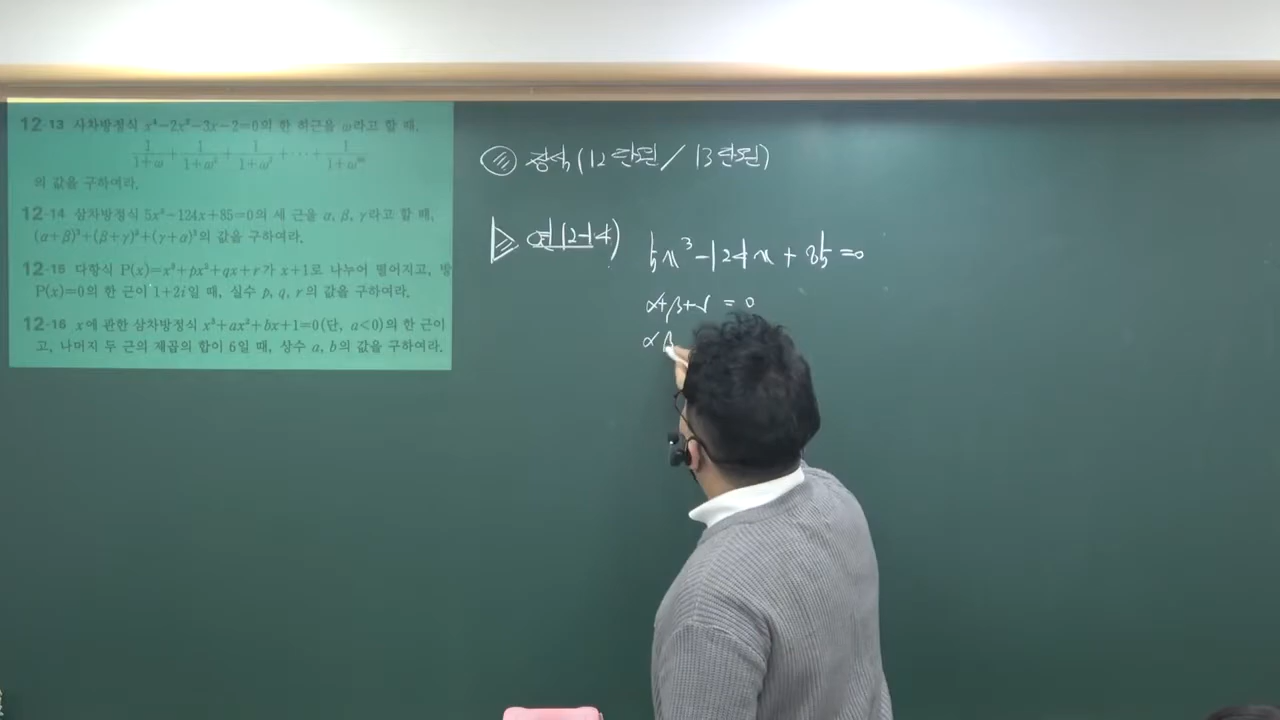 12-13 사차방정식 x⁴-2x²-3x-2=0의 한 허근을 ω라고 할 때,
1/(1+ω) + 1/(1+ω²) + 1/(1+ω³) + ⋯ + 1/(1+ω
의 값을 구하여라.
12-14 삼차방정식 5x³-124x+85=0의 세 근을 α, β, γ라고 할 때,
(α+β)³+(β+γ)³+(γ+α)³의 값을 구하여라.
12-15 다항식 P(x)=x³+px²+qx+r가 x+1로 나누어 떨어지고, 방
P(x)=0의 한 근이 1+2i일 때, 실수 p, q, r의 값을 구하여라.
12-16 x에 관한 삼차방정식 x³+ax²+bx+1=0(단, a<0)의 한 근이
고, 나머지 두 근의 제곱의 합이 6일 때, 상수 a, b의 값을 구하여라.
정석(12단원 / 13단원)
연12-14)
5x³-124x+85=0
α+β+γ=0
αβ